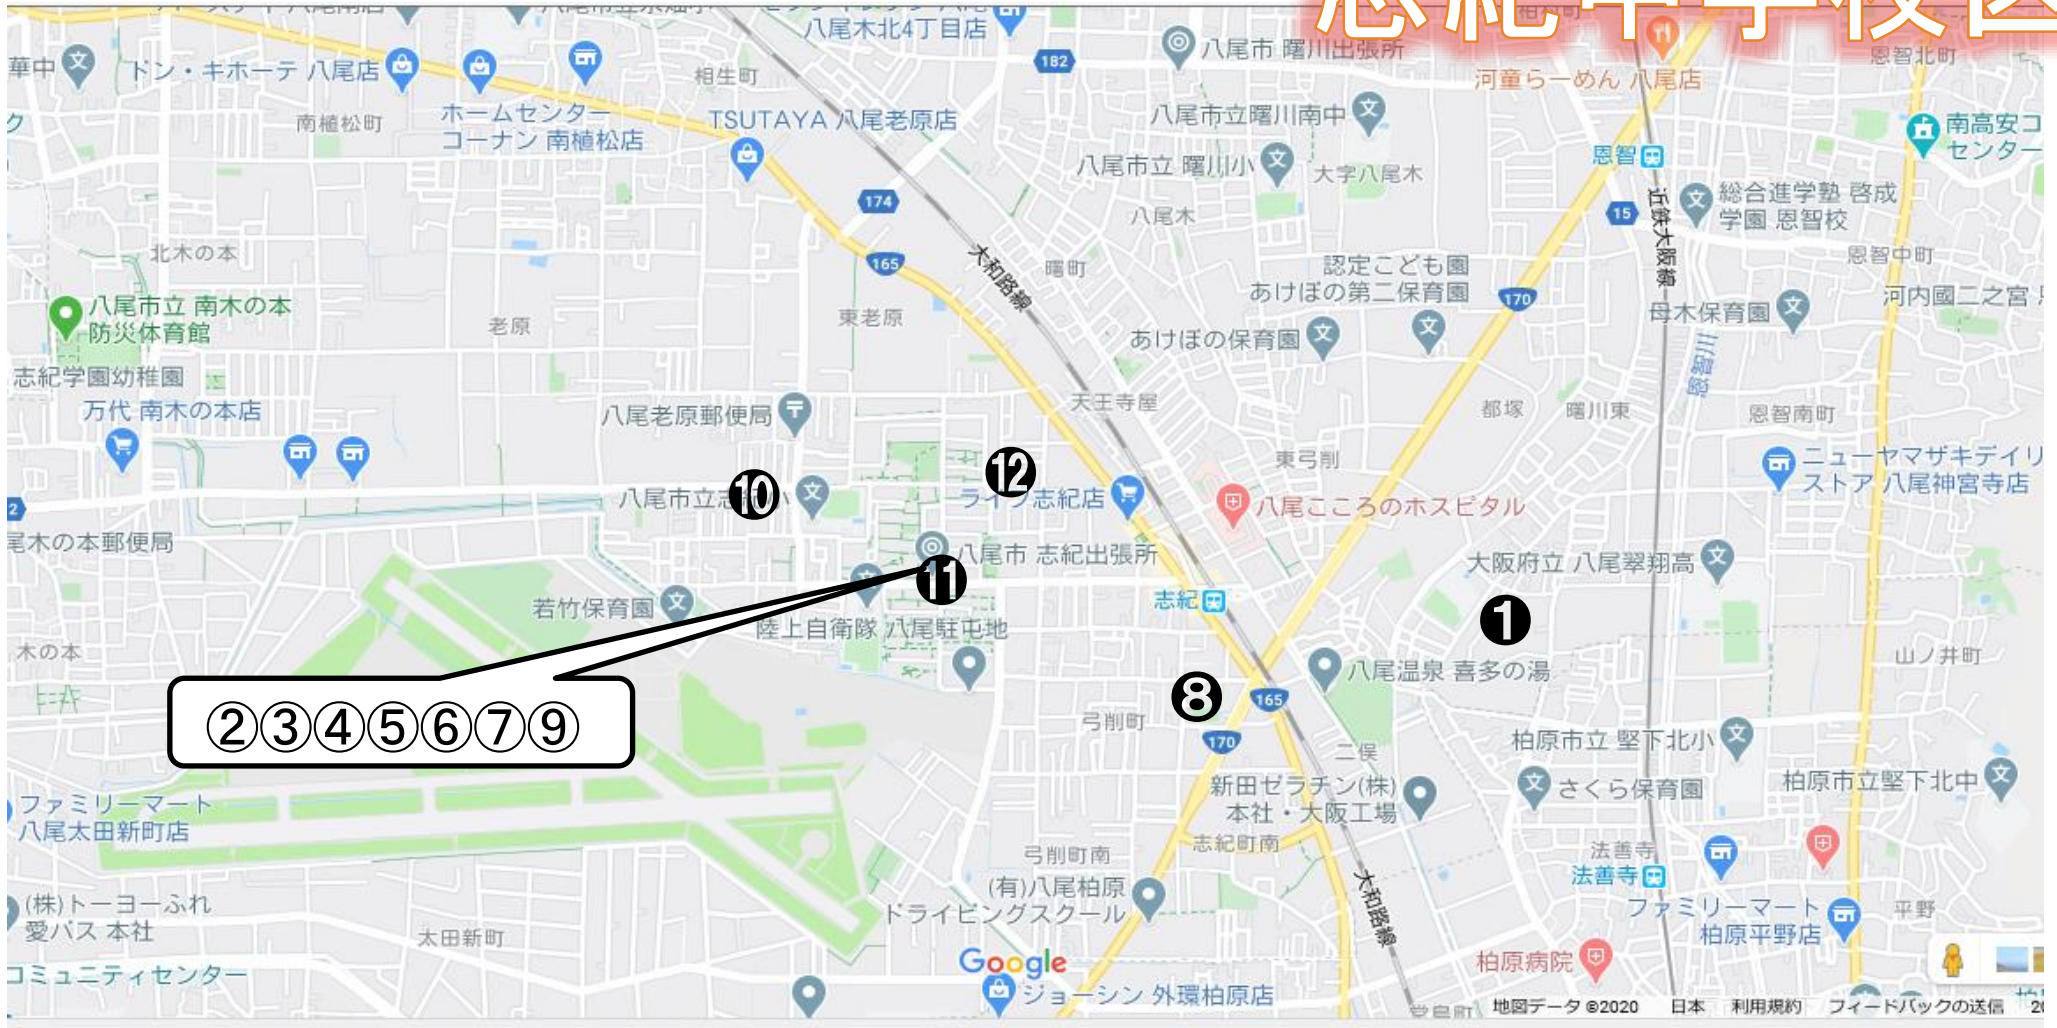 志紀中学校区
八尾木北4丁目店
182
八尾市 曙川出張所
恩智北町
華中
ドン・キホーテ 八尾店
相生町
河童らーめん 八尾店
南植松町
ホームセンター
コーナン 南植松店
TSUTAYA 八尾老原店
八尾市立曙川南中
南高安コ
センター
恩智
八尾市立 曙川小
大字八尾木
174
八尾木
15
近鉄大阪線
総合進学塾 啓成
学園 恩智校
北木の本
165
大和路線
曙町
認定こども園
あけぼの第二保育園
恩智中町
170
八尾市立 南木の本
防災体育館
老原
東老原
あけぼの保育園
母木保育園
河内國二之宮
恩智川
志紀学園幼稚園
万代 南木の本店
八尾老原郵便局
天王寺屋
都塚
曙川東
恩智南町
東弓削
⓬
ライフ志紀店
ニューヤマザキデイリ
ストア 八尾神宮寺店
八尾市立志紀小
❿
八尾こころのホスピタル
2
尾木の本郵便局
八尾市 志紀出張所
⓫
大阪府立 八尾翠翔高
若竹保育園
志紀
❶
陸上自衛隊 八尾駐屯地
木の本
山ノ井町
八尾温泉 喜多の湯
❽
165
②③④⑤⑥⑦⑨
弓削町
170
二俣
柏原市立 堅下北小
新田ゼラチン(株)
本社・大阪工場
さくら保育園
柏原市立堅下北中
ファミリーマート
八尾太田新町店
弓削町南
志紀町南
法善寺
法善寺
(有)八尾柏原
ドライビングスクール
大和路線
ファミリーマート
柏原平野店
平野
(株)トーヨーふれ
愛バス 本社
太田新町
Google
柏原病院
コミュニティセンター
ジョーシン 外環柏原店
地図データ ©2020 日本 利用規約 フィードバックの送信